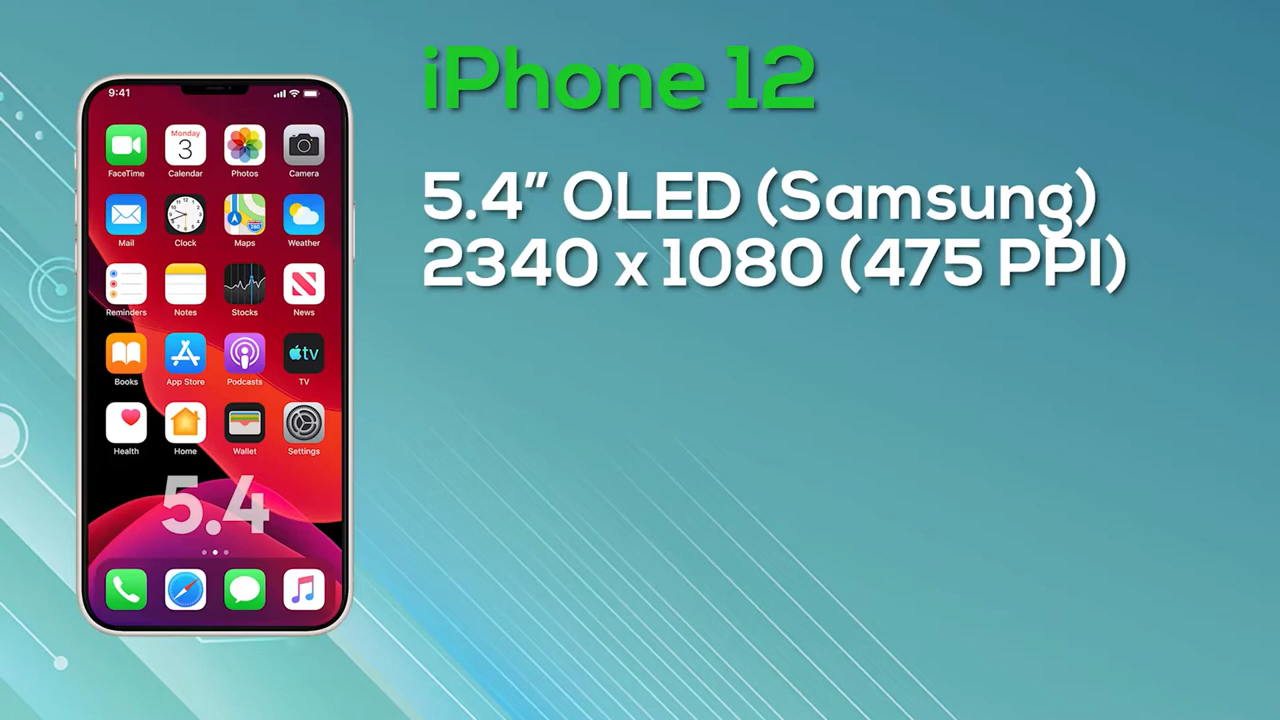 iPhone 12
5.4” OLED (Samsung)
2340 x 1080 (475 PPI)
9:41
Monday
3
FaceTime Calendar Photos Camera
Mail Clock Maps Weather
Reminders Notes Stocks News
tv
Books App Store Podcasts TV
Health Home Wallet Settings
5.4